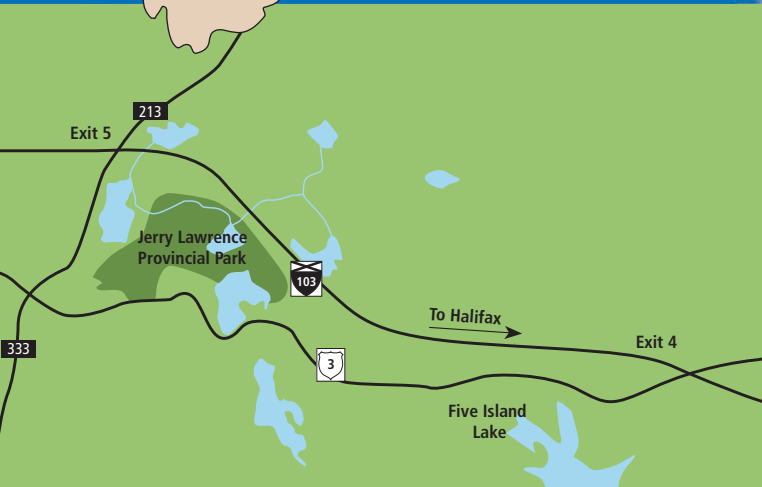 213
Exit 5
Jerry Lawrence
Provincial Park
103
To Halifax
333
3
Exit 4
Five Island
Lake